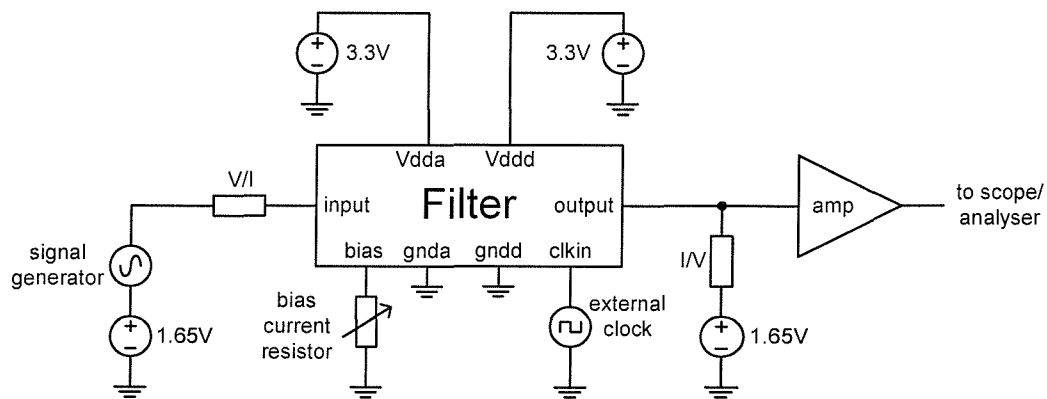 3.3V
3.3V
Vdda
Vddd
V/I
input
Filter
output
amp
to scope/
analyser
bias
gnda
gndd
clkin
signal
generator
I/V
bias
current
resistor
external
clock
1.65V
1.65V